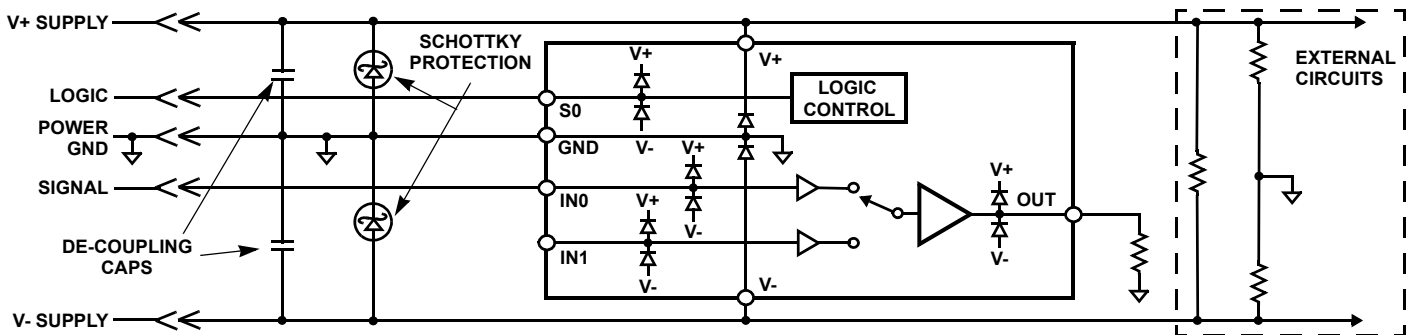 V+ SUPPLY
LOGIC
POWER
GND
SIGNAL
DE-COUPLING
CAPS
V- SUPPLY
SCHOTTKY
PROTECTION
V+
V+
S0
V-
LOGIC
CONTROL
GND
V+
IN0
V-
V+
IN1
V-
V+
OUT
V-
V-
EXTERNAL
CIRCUITS